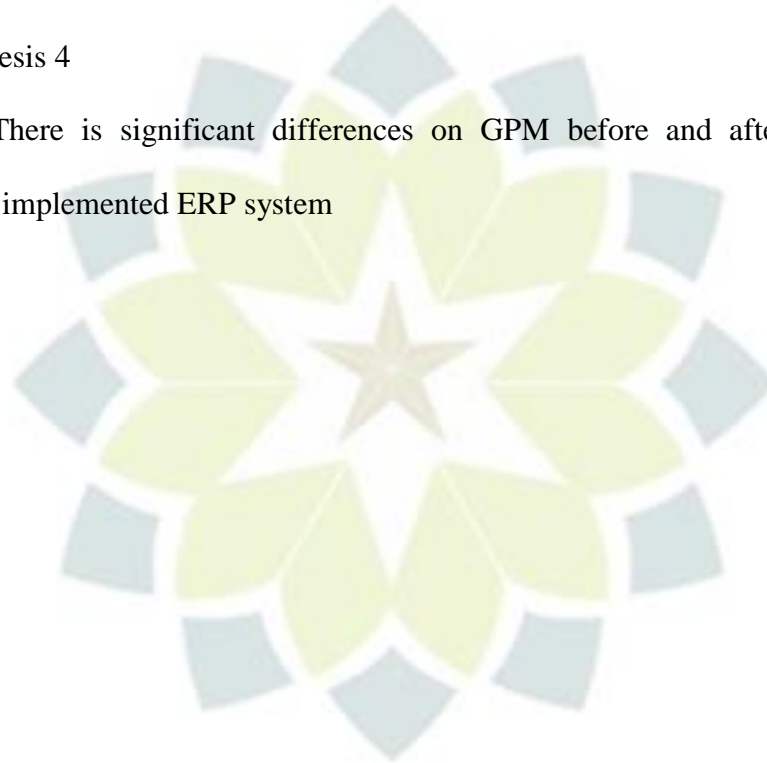 esis 4
There is significant differences on GPM before and afte
implemented ERP system